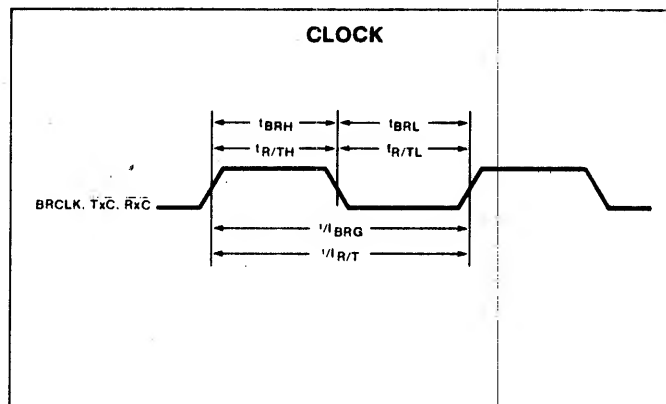 CLOCK
tBRH tBRL
tR/TH tR/TL
BRCLK, TxC, RxC
1/fBRG
1/fR/T